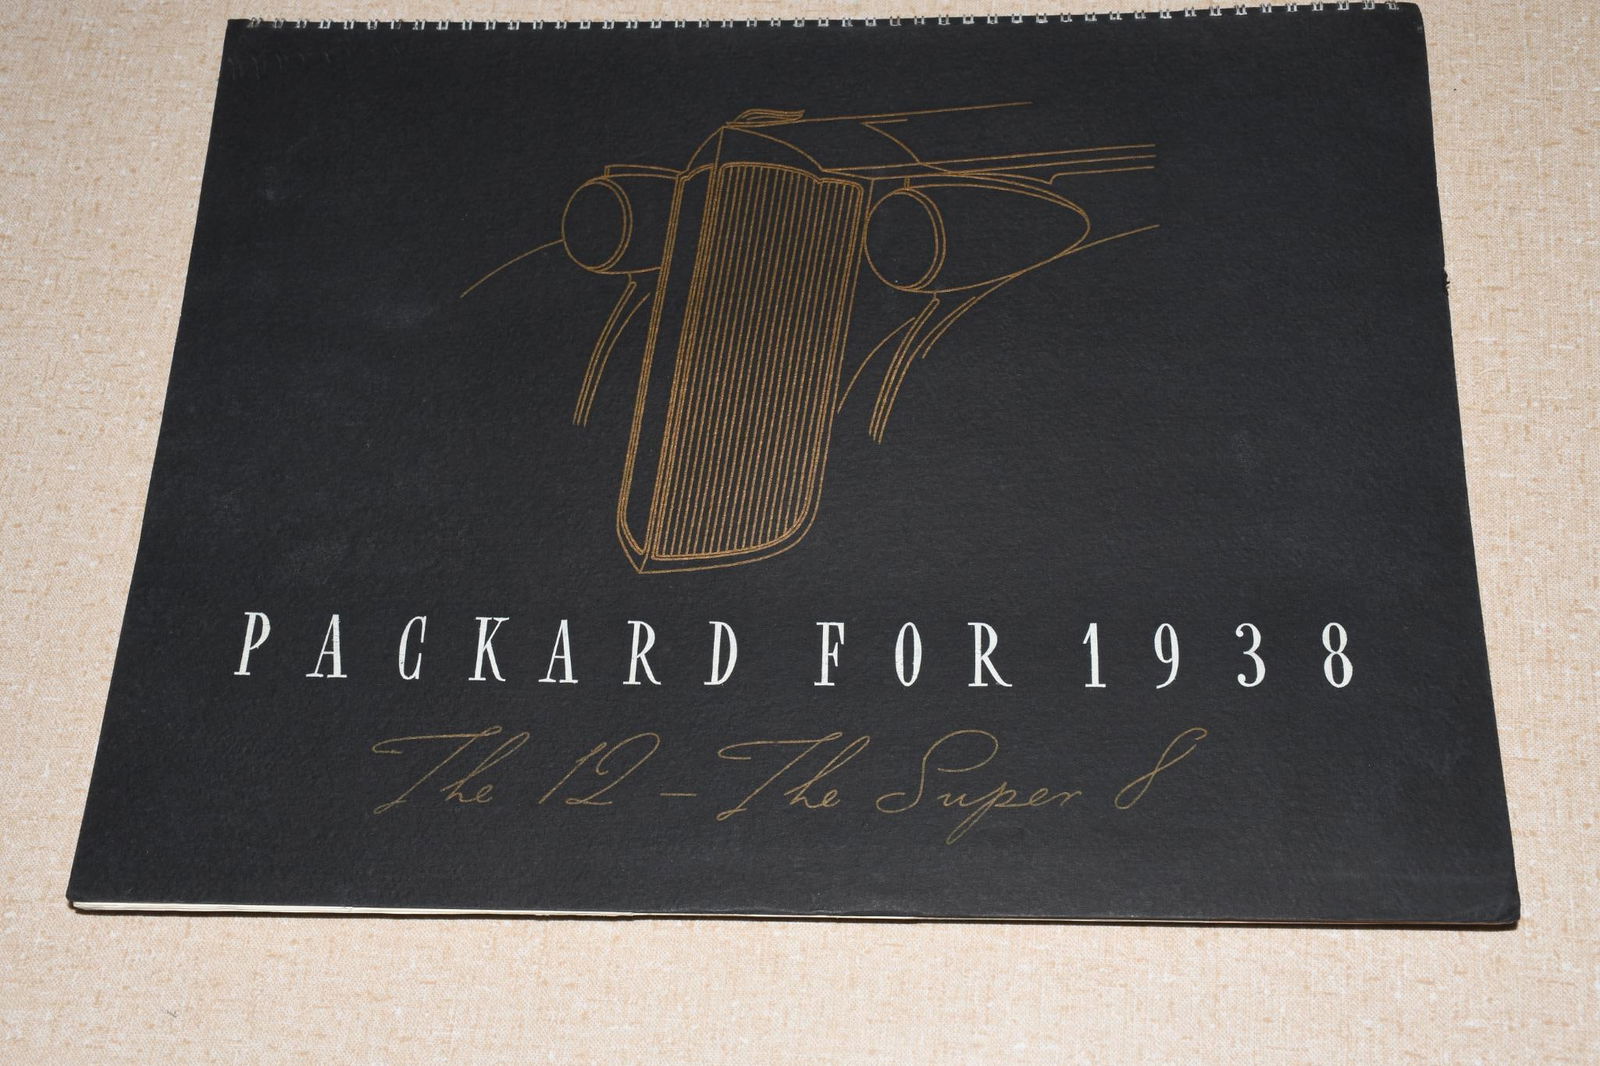 PACKARD FOR 1938
The 12 - The Super 8